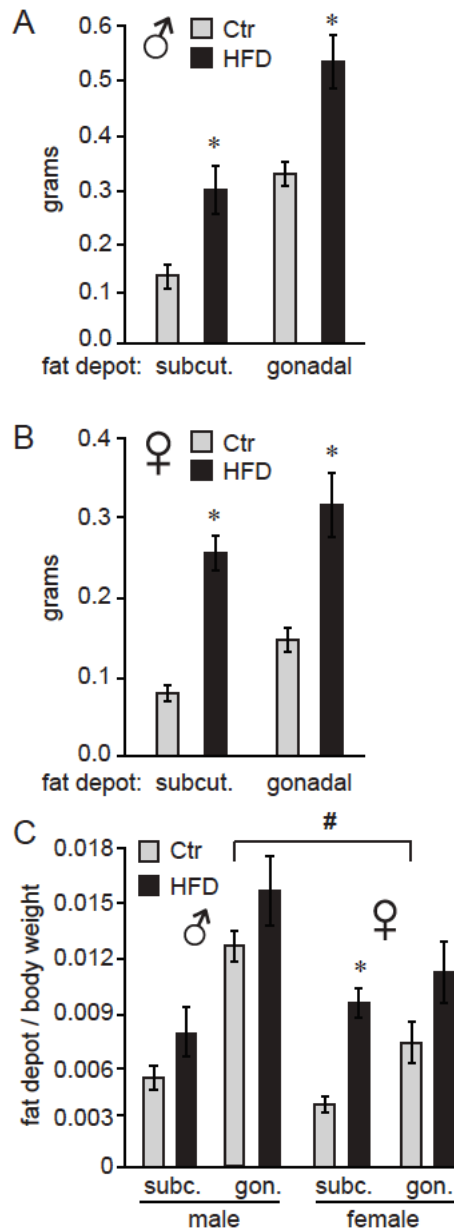 A
♂
Ctr
HFD
0.6
0.5
0.4
0.3
0.2
0.1
0.0
grams
*
*
fat depot: subcut. gonadal
B
♀
Ctr
HFD
0.4
0.3
0.2
0.1
0.0
grams
*
*
fat depot: subcut. gonadal
C
#
Ctr
HFD
♂
♀
0.018
0.015
0.012
0.009
0.006
0.003
0
fat depot / body weight
*
subc. gon. subc. gon.
male female